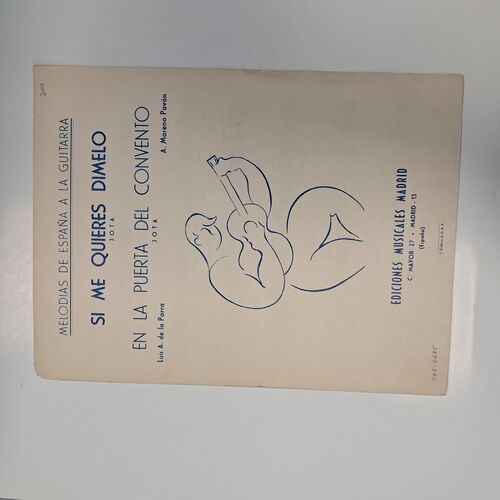 MELODIAS DE ESPAÑA A LA GUITARRA
SI ME QUIERES DIMELO
JOTA
EN LA PUERTA DEL CONVENTO
JOTA
Luis A. de la Parra
A. Moreno Pavón
EDICIONES MUSICALES MADRID
C. MAYOR 27 - MADRID - 13
(España)